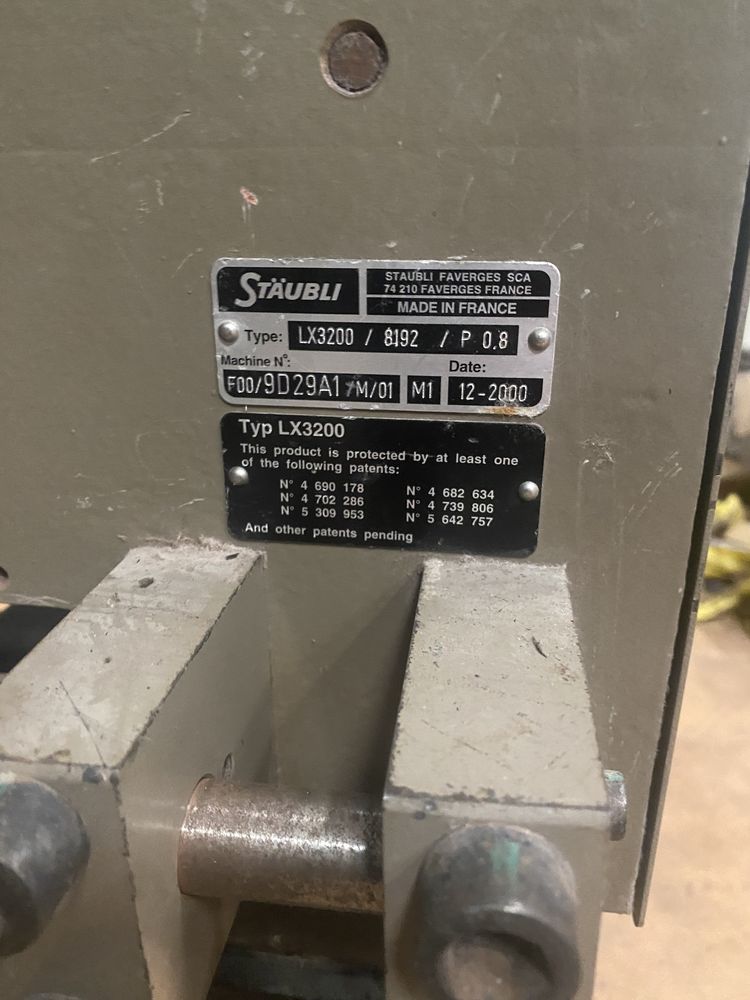 STÄUBLI
STAUBLI FAVERGES SCA
74 210 FAVERGES FRANCE
MADE IN FRANCE
Type: LX3200 / 8192 / P 0.8
Machine N°:
Date:
F00/9D29A1/M/01 M1 12-2000
Typ LX3200
This product is protected by at least one
of the following patents:
N° 4 690 178 N° 4 682 634
N° 4 702 286 N° 4 739 806
N° 5 309 953 N° 5 642 757
And other patents pending